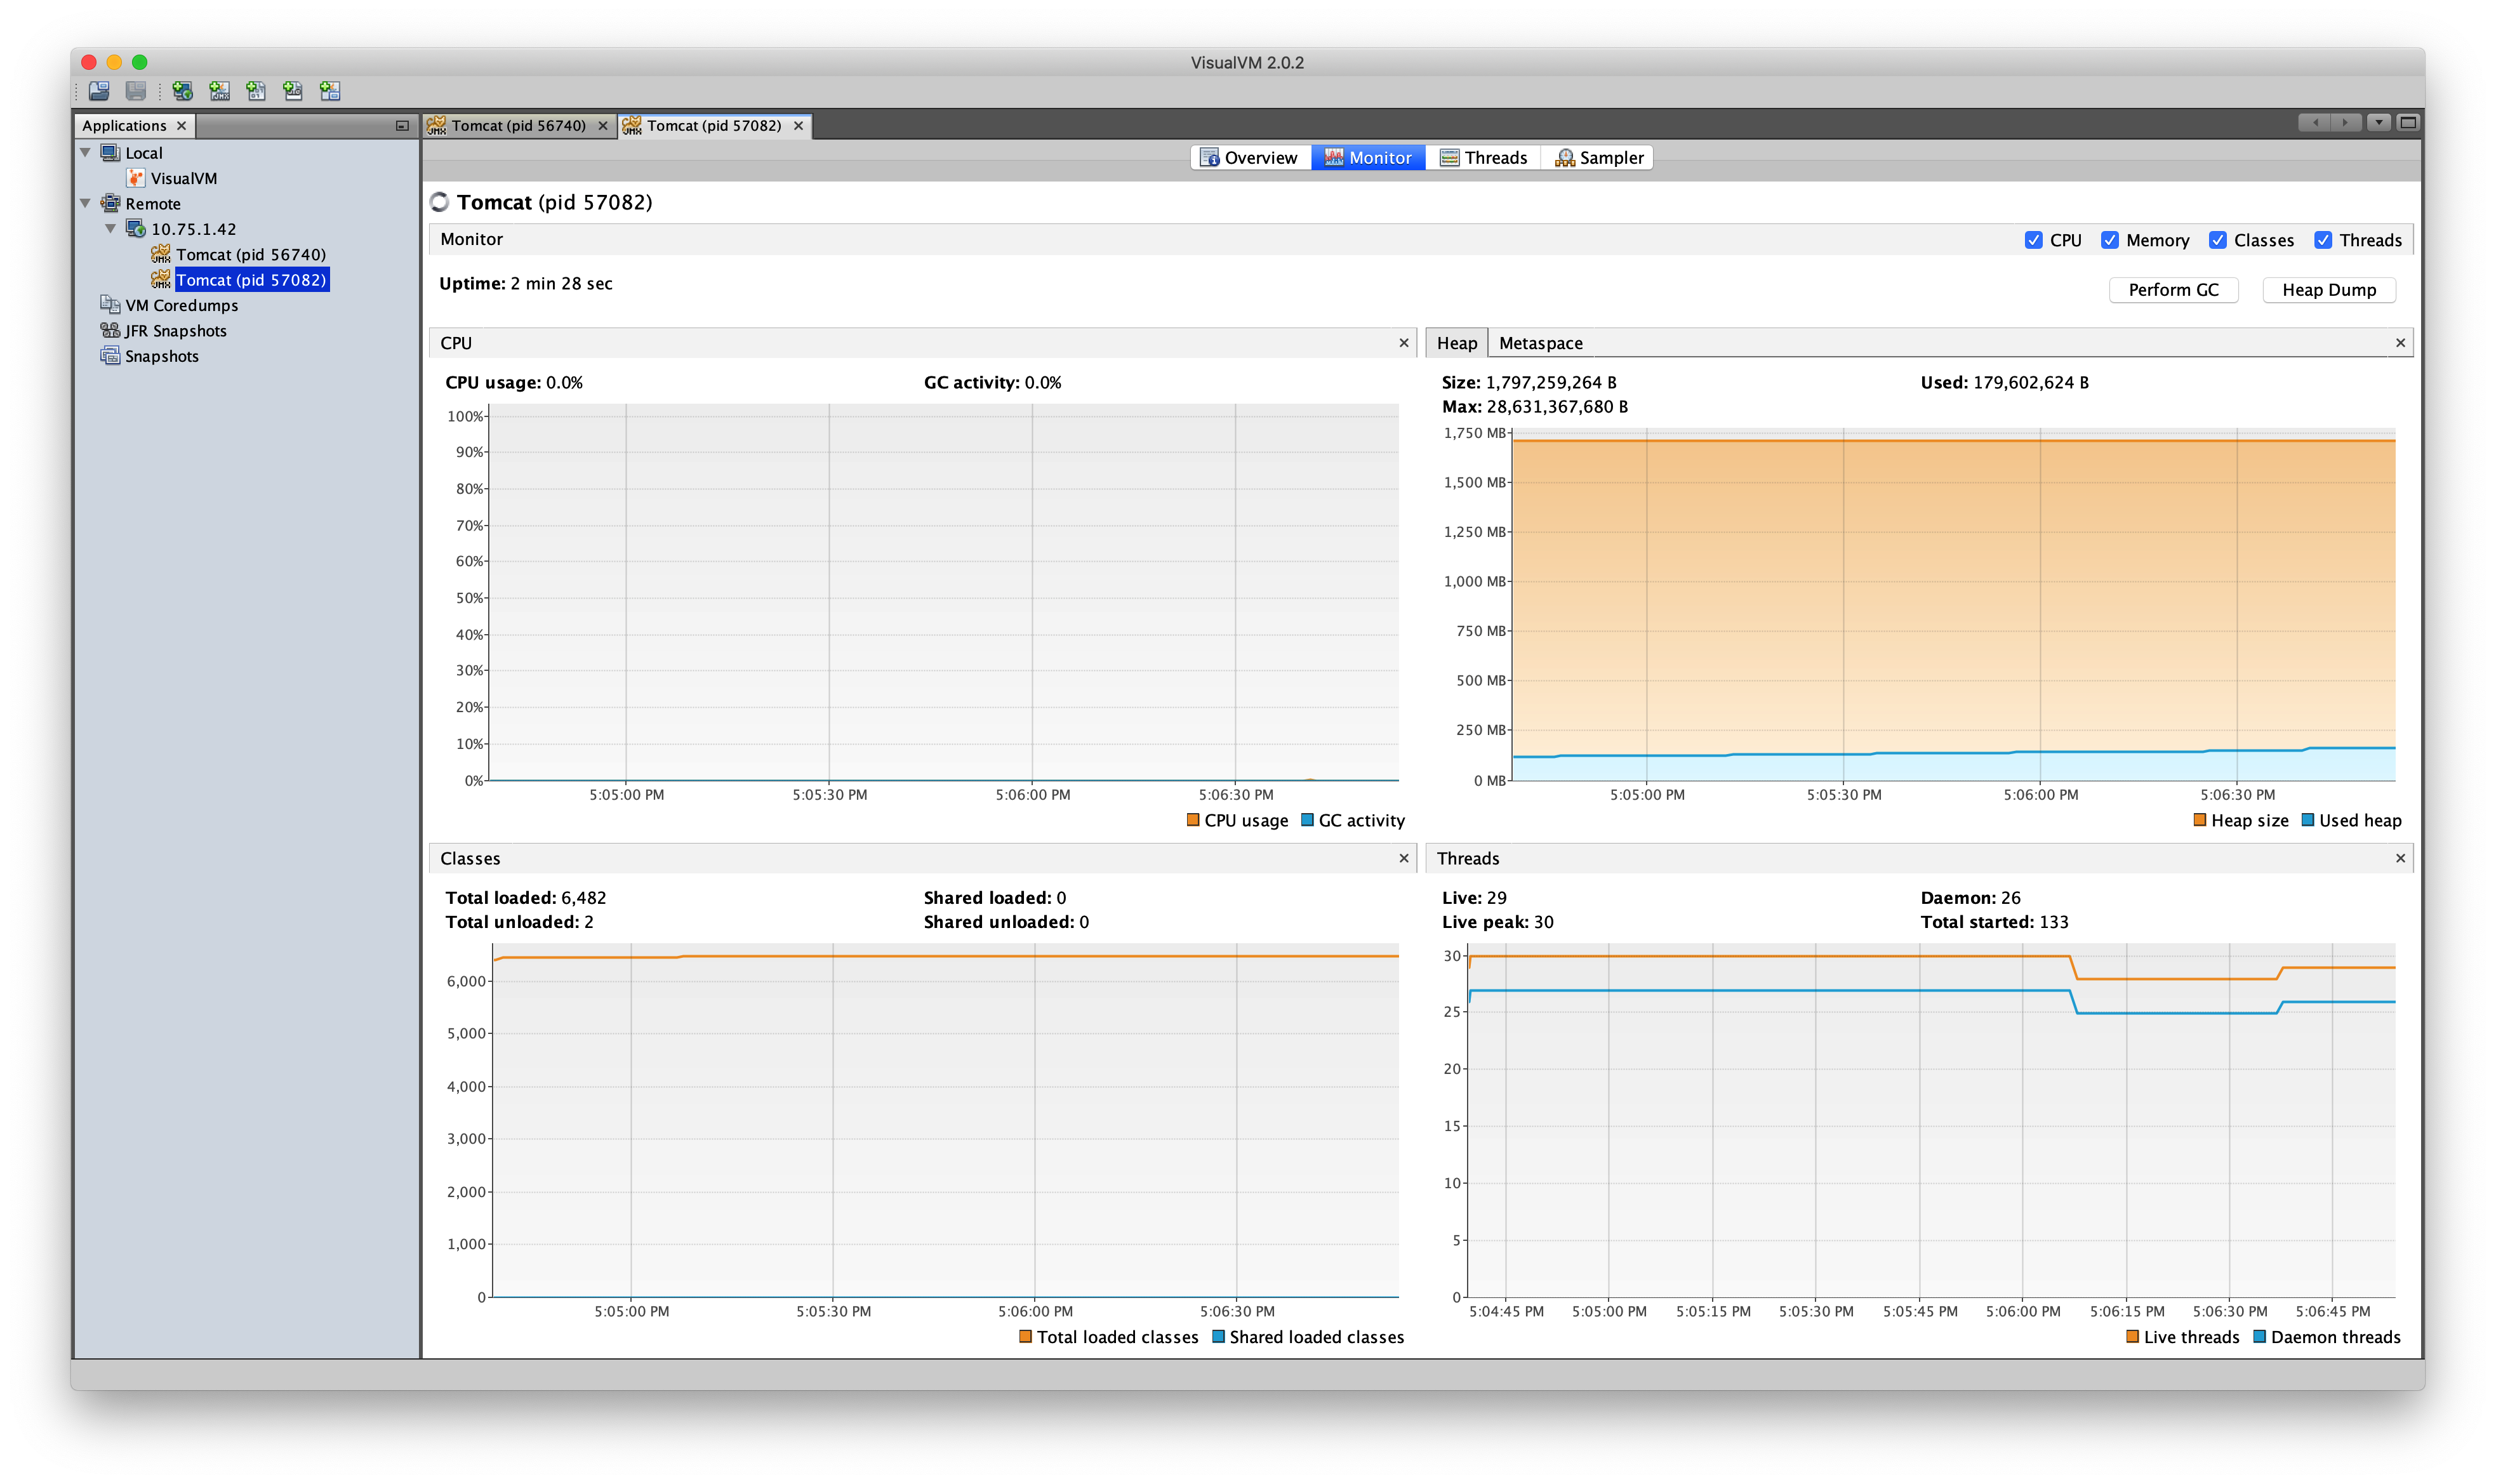 VisualVM 2.0.2
Applications
Tomcat (pid 56740)
Tomcat (pid 57082)
Local
VisualVM
Remote
10.75.1.42
Tomcat (pid 56740)
Tomcat (pid 57082)
VM Coredumps
JFR Snapshots
Snapshots
Overview
Monitor
Threads
Sampler
Tomcat (pid 57082)
Monitor
CPU
Memory
Classes
Threads
Uptime: 2 min 28 sec
Perform GC
Heap Dump
CPU
CPU usage: 0.0%
GC activity: 0.0%
100%
90%
80%
70%
60%
50%
40%
30%
20%
10%
0%
5:05:00 PM
5:05:30 PM
5:06:00 PM
5:06:30 PM
CPU usage
GC activity
Heap
Metaspace
Size: 1,797,259,264 B
Used: 179,602,624 B
Max: 28,631,367,680 B
1,750 MB
1,500 MB
1,250 MB
1,000 MB
750 MB
500 MB
250 MB
0 MB
5:05:00 PM
5:05:30 PM
5:06:00 PM
5:06:30 PM
Heap size
Used heap
Classes
Total loaded: 6,482
Shared loaded: 0
Total unloaded: 2
Shared unloaded: 0
6,000
5,000
4,000
3,000
2,000
1,000
0
5:05:00 PM
5:05:30 PM
5:06:00 PM
5:06:30 PM
Total loaded classes
Shared loaded classes
Threads
Live: 29
Daemon: 26
Live peak: 30
Total started: 133
30
25
20
15
10
5
0
5:04:45 PM
5:05:00 PM
5:05:15 PM
5:05:30 PM
5:05:45 PM
5:06:00 PM
5:06:15 PM
5:06:30 PM
5:06:45 PM
Live threads
Daemon threads